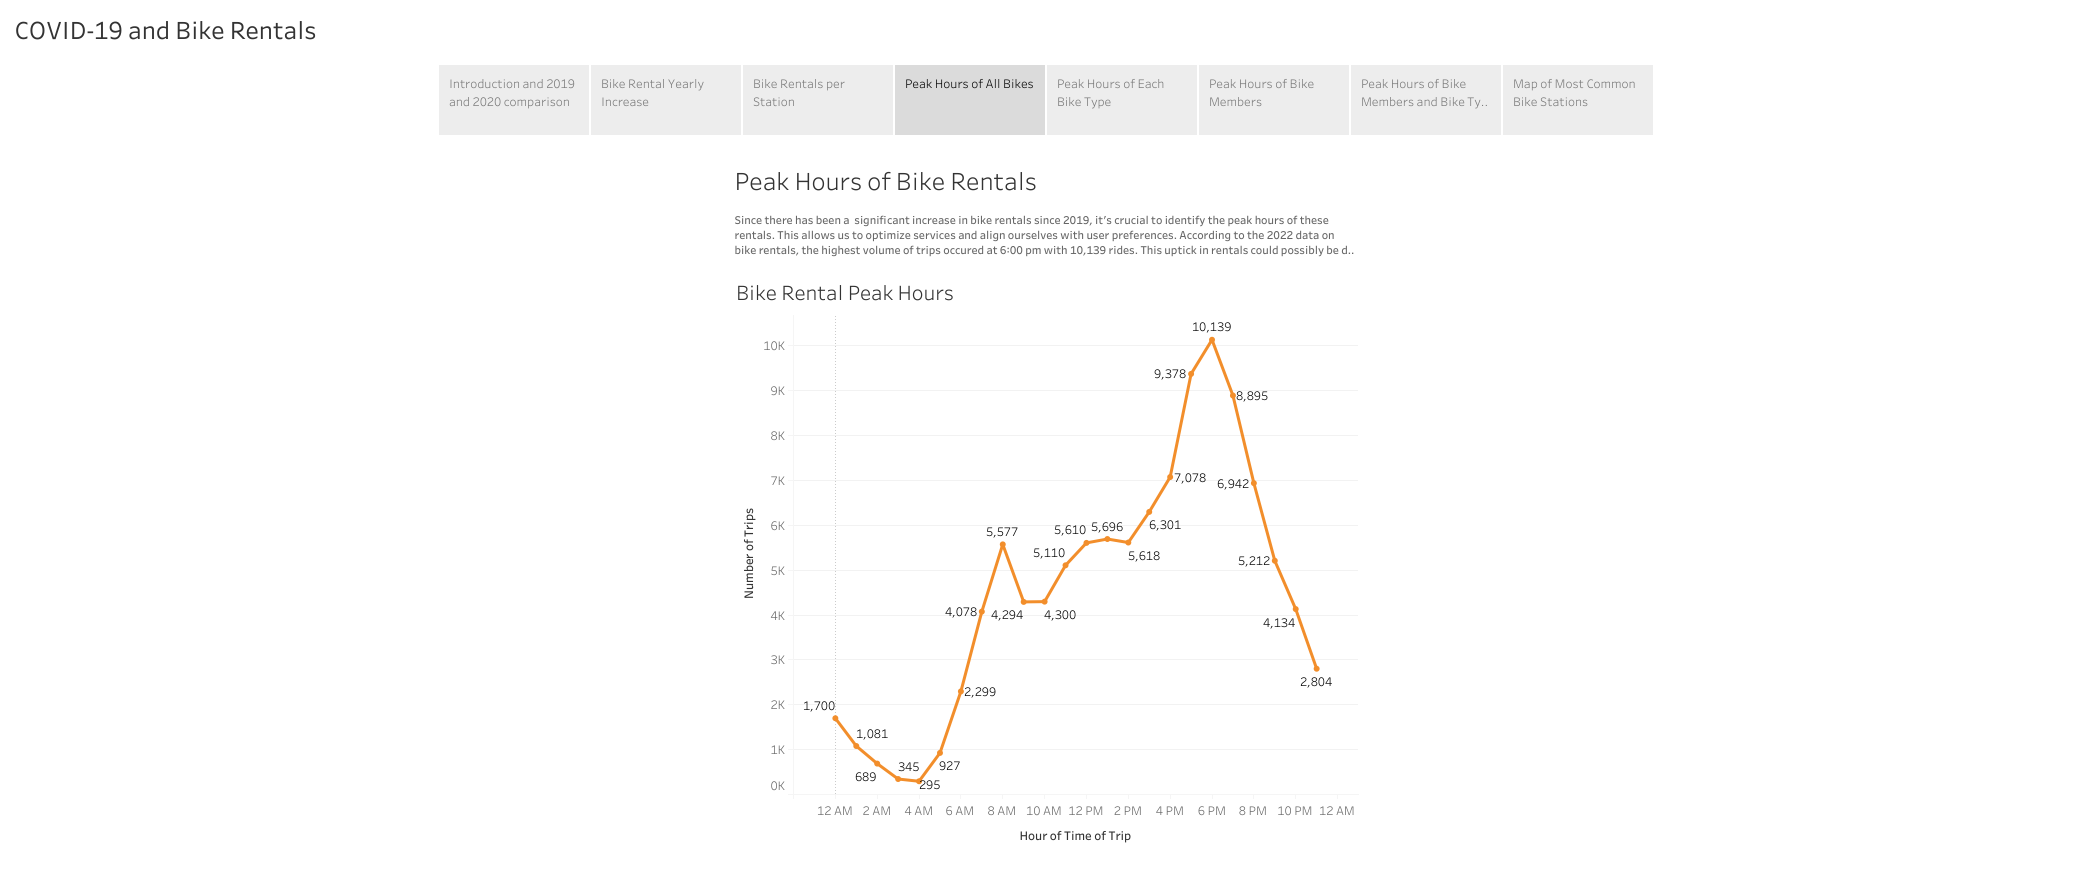 COVID-19 and Bike Rentals
Introduction and 2019
and 2020 comparison
Bike Rental Yearly
Increase
Bike Rentals per
Station
Peak Hours of All Bikes
Peak Hours of Each
Bike Type
Peak Hours of Bike
Members
Peak Hours of Bike
Members and Bike Ty..
Map of Most Common
Bike Stations
Peak Hours of Bike Rentals
Since there has been a  significant increase in bike rentals since 2019, it's crucial to identify the peak hours of these
rentals. This allows us to optimize services and align ourselves with user preferences. According to the 2022 data on
bike rentals, the highest volume of trips occured at 6:00 pm with 10,139 rides. This uptick in rentals could possibly be d..
Bike Rental Peak Hours
10K
9K
8K
7K
6K
5K
4K
3K
2K
1K
0K
Number of Trips
1,700
1,081
689
345
295
927
2,299
4,078
5,577
4,294
4,300
5,110
5,610
5,696
5,618
6,301
7,078
9,378
10,139
8,895
6,942
5,212
4,134
2,804
12 AM 2 AM 4 AM 6 AM 8 AM 10 AM 12 PM 2 PM 4 PM 6 PM 8 PM 10 PM 12 AM
Hour of Time of Trip